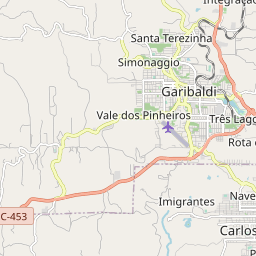 Integração
Santa Terezinha
Simonaggio
Garibaldi
Vale dos Pinheiros
Três Lago
Rota
C-453
Imigrantes
Nave
Carlos